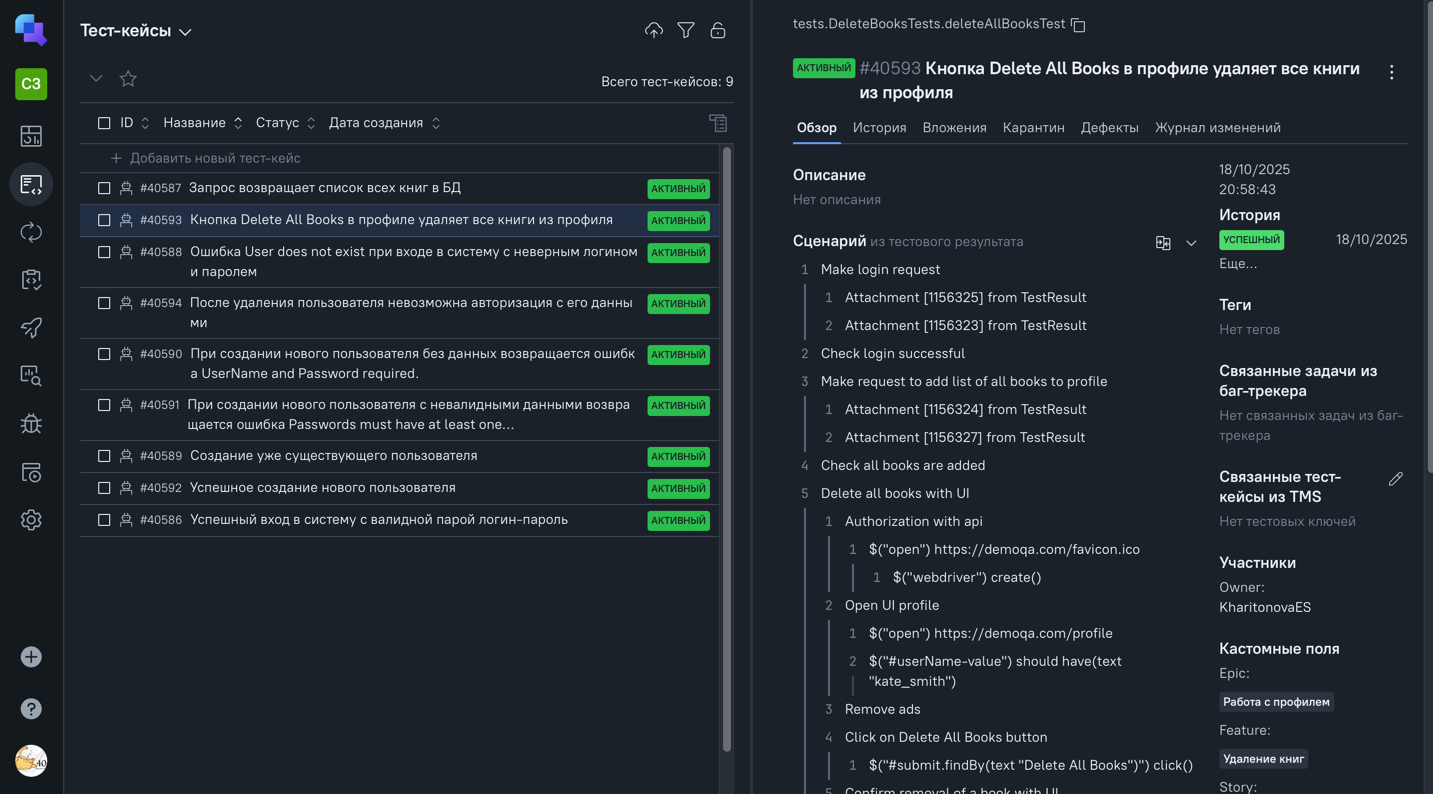 СЗ
Тест-кейсы
Всего тест-кейсов: 9
ID Название Статус Дата создания
Добавить новый тест-кейс
#40587 Запрос возвращает список всех книг в БД АКТИВНЫЙ
#40593 Кнопка Delete All Books в профиле удаляет все книги из профиля АКТИВНЫЙ
#40588 Ошибка User does not exist при входе в систему с неверным логином АКТИВНЫЙ
и паролем
#40594 После удаления пользователя невозможна авторизация с его данны АКТИВНЫЙ
ми
#40590 При создании нового пользователя без данных возвращается ошибк АКТИВНЫЙ
а UserName and Password required.
#40591 При создании нового пользователя с невалидными данными возвра АКТИВНЫЙ
щается ошибка Passwords must have at least one...
#40589 Создание уже существующего пользователя АКТИВНЫЙ
#40592 Успешное создание нового пользователя АКТИВНЫЙ
#40586 Успешный вход в систему с валидной парой логин-пароль АКТИВНЫЙ
tests.DeleteBooksTests.deleteAllBooksTest
АКТИВНЫЙ #40593 Кнопка Delete All Books в профиле удаляет все книги
из профиля
Обзор История Вложения Карантин Дефекты Журнал изменений
Описание
Нет описания
Сценарий из тестового результата
1 Make login request
1 Attachment [1156325] from TestResult
2 Attachment [1156323] from TestResult
2 Check login successful
3 Make request to add list of all books to profile
1 Attachment [1156324] from TestResult
2 Attachment [1156327] from TestResult
4 Check all books are added
5 Delete all books with UI
1 Authorization with api
1 $("open") https://demoqa.com/favicon.ico
1 $("webdriver") create()
2 Open UI profile
1 $("open") https://demoqa.com/profile
2 $("#userName-value") should have(text
"kate_smith")
3 Remove ads
4 Click on Delete All Books button
1 $("#submit.findBy(text "Delete All Books")") click()
5 Confirm removal of a book with UI
18/10/2025
20:58:43
История
УСПЕШНЫЙ 18/10/2025
Еще...
Теги
Нет тегов
Связанные задачи из
баг-трекера
Нет связанных задач из баг-
трекера
Связанные тест-
кейсы из TMS
Нет тестовых ключей
Участники
Owner:
KharitonovaES
Кастомные поля
Epic:
Работа с профилем
Feature:
Удаление книг
Story:
40